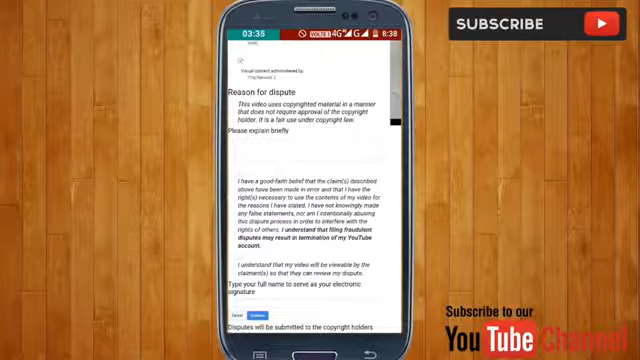 SUBSCRIBE
03:35
VOLTE 1 4G G 8:38
Visual content administered by
Reason for dispute
This video uses copyrighted material in a manner
that does not require approval of the copyright
holder. It is a fair use under copyright law.
Please explain briefly
I have a good-faith belief that the claim(s) described
above have been made in error and that I have the
right(s) necessary to use the contents of my video for
the reasons I have stated. I have not knowingly made
any false statements, nor am I intentionally abusing
this dispute process in order to interfere with the
rights of others. I understand that filing fraudulent
disputes may result in termination of my YouTube
account.
I understand that my video will be viewable by the
claimant(s) so that they can review my dispute.
Type your full name to serve as your electronic
signature
Cancel Continue
Disputes will be submitted to the copyright holders
Subscribe to our
YouTube Channel